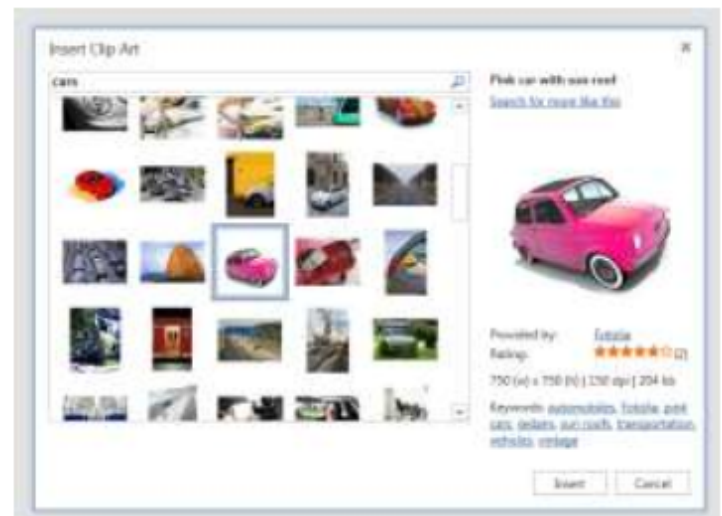 Insert Clip Art
cars
Pink car with sun roof
Search for more like this
Provided by: Fotolia
Rating: (2)
750 (w) x 750 (h) | 150 dpi | 204 kb
Keywords: automobiles, fotolia, pink
cars, sedans, sun roofs, transportation,
vehicles, vintage
Insert Cancel